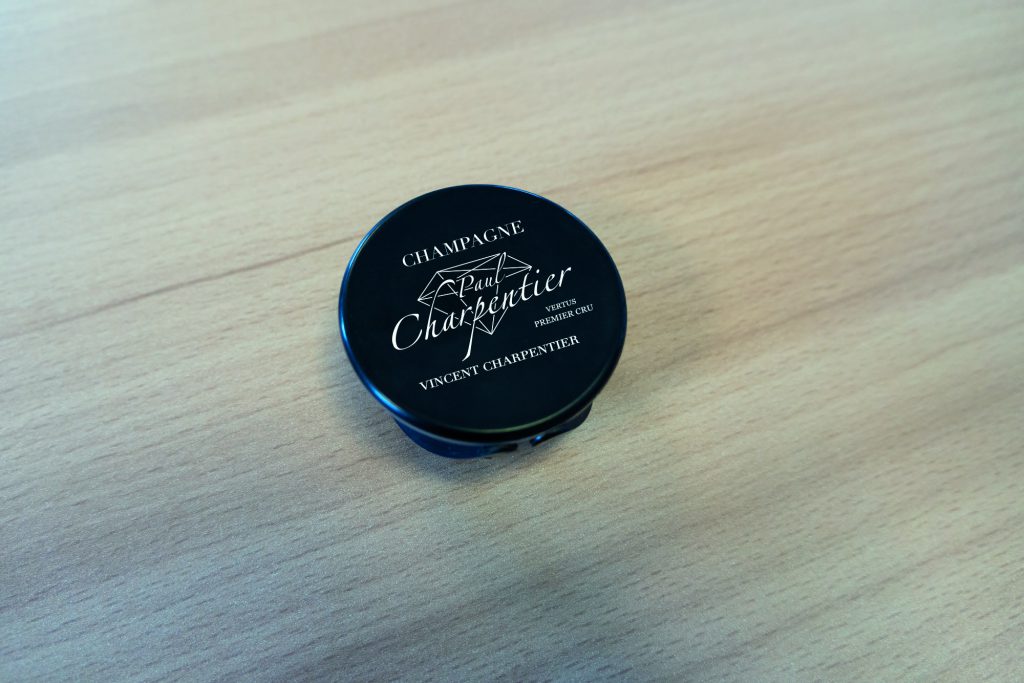 CHAMPAGNE
Paul
Charpentier
VERTUS
PREMIER CRU
VINCENT CHARPENTIER